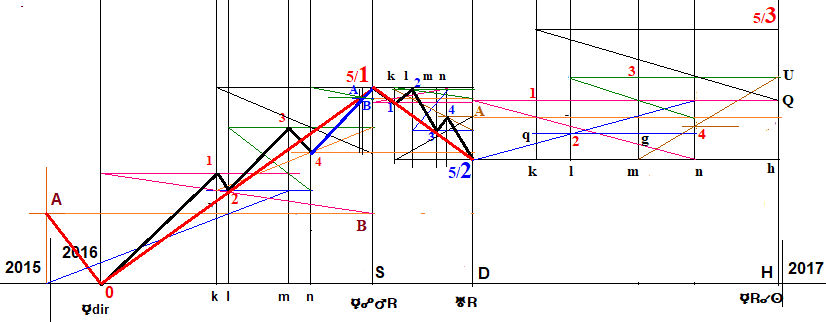 5/3
k l m n
5/1
2
3
U
A
1
Q
B
1
4
A
3
3
q
g
4
1
4
5/2
2
k
l
m
n
h
2
A
B
2016
2015
S
D
H
2017
0
k l
m
n
☿dir
☿☍♂R
♅R
☿R☌☉